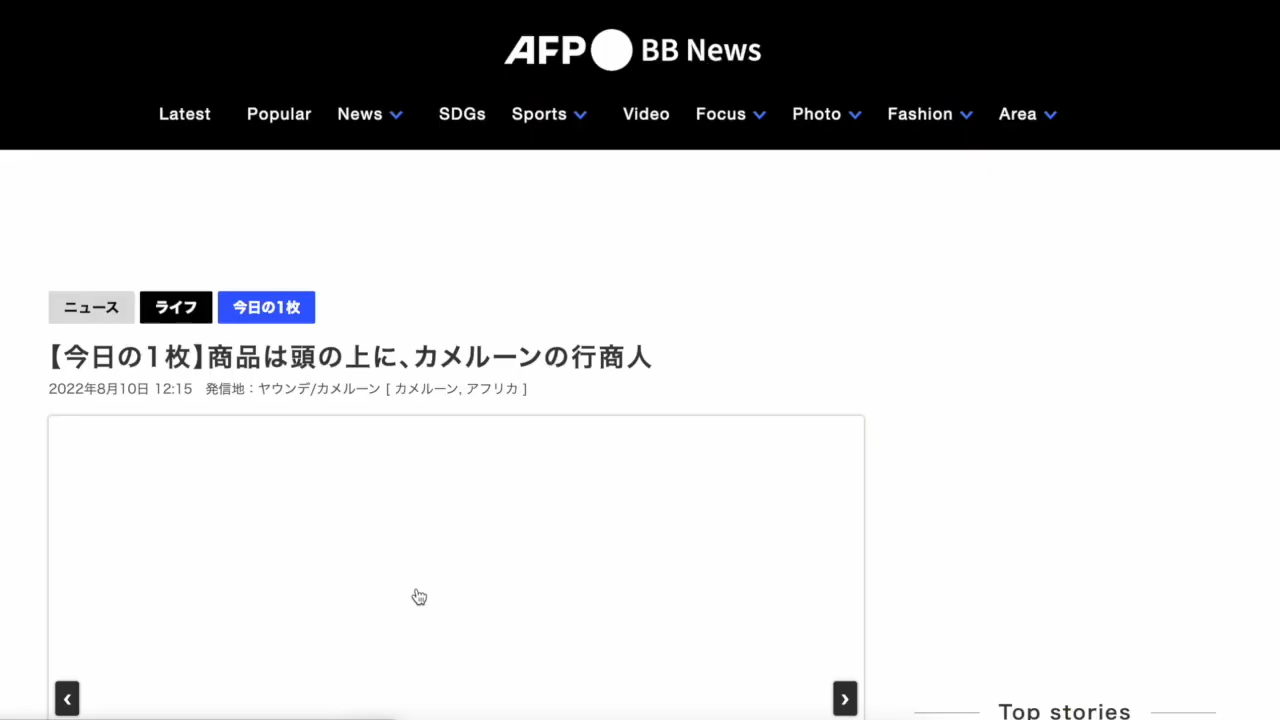 AFP BB News
Latest Popular News SDGs Sports Video Focus Photo Fashion Area
ニュース ライフ 今日の1枚
【今日の1枚】商品は頭の上に、カメルーンの行商人
2022年8月10日 12:15 発信地：ヤウンデ/カメルーン [ カメルーン, アフリカ ]
Top stories